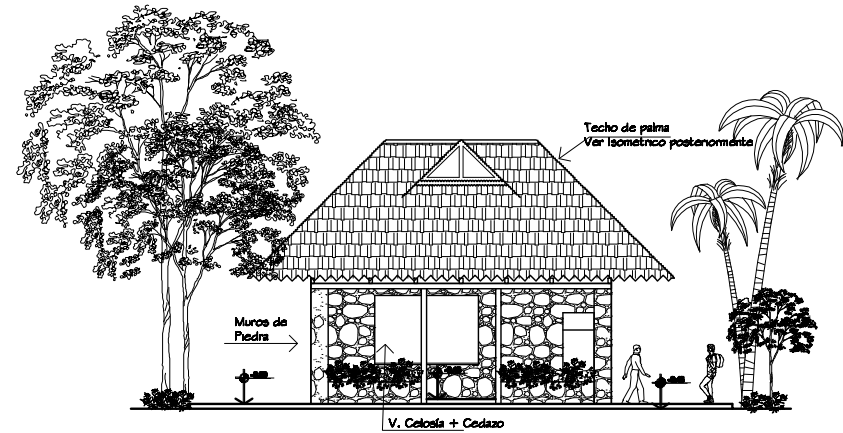 Techo de palma
Ver Isometrico posteriormente
Muros de
Piedra
V. Celosía + Cedazo